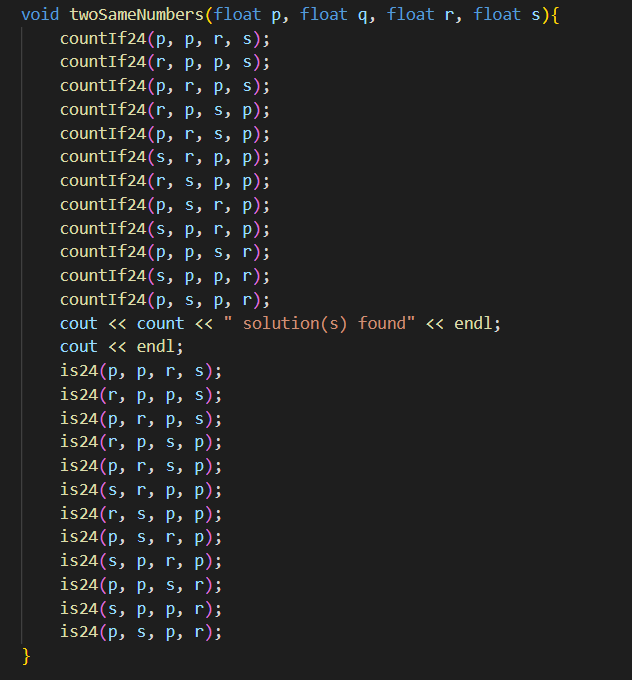 void twoSameNumbers(float p, float q, float r, float s){
    countIf24(p, p, r, s);
    countIf24(r, p, p, s);
    countIf24(p, r, p, s);
    countIf24(r, p, s, p);
    countIf24(p, r, s, p);
    countIf24(s, r, p, p);
    countIf24(r, s, p, p);
    countIf24(p, s, r, p);
    countIf24(s, p, r, p);
    countIf24(p, p, s, r);
    countIf24(s, p, p, r);
    countIf24(p, s, p, r);
    cout << count << " solution(s) found" << endl;
    cout << endl;
    is24(p, p, r, s);
    is24(r, p, p, s);
    is24(p, r, p, s);
    is24(r, p, s, p);
    is24(p, r, s, p);
    is24(s, r, p, p);
    is24(r, s, p, p);
    is24(p, s, r, p);
    is24(s, p, r, p);
    is24(p, p, s, r);
    is24(s, p, p, r);
    is24(p, s, p, r);
}